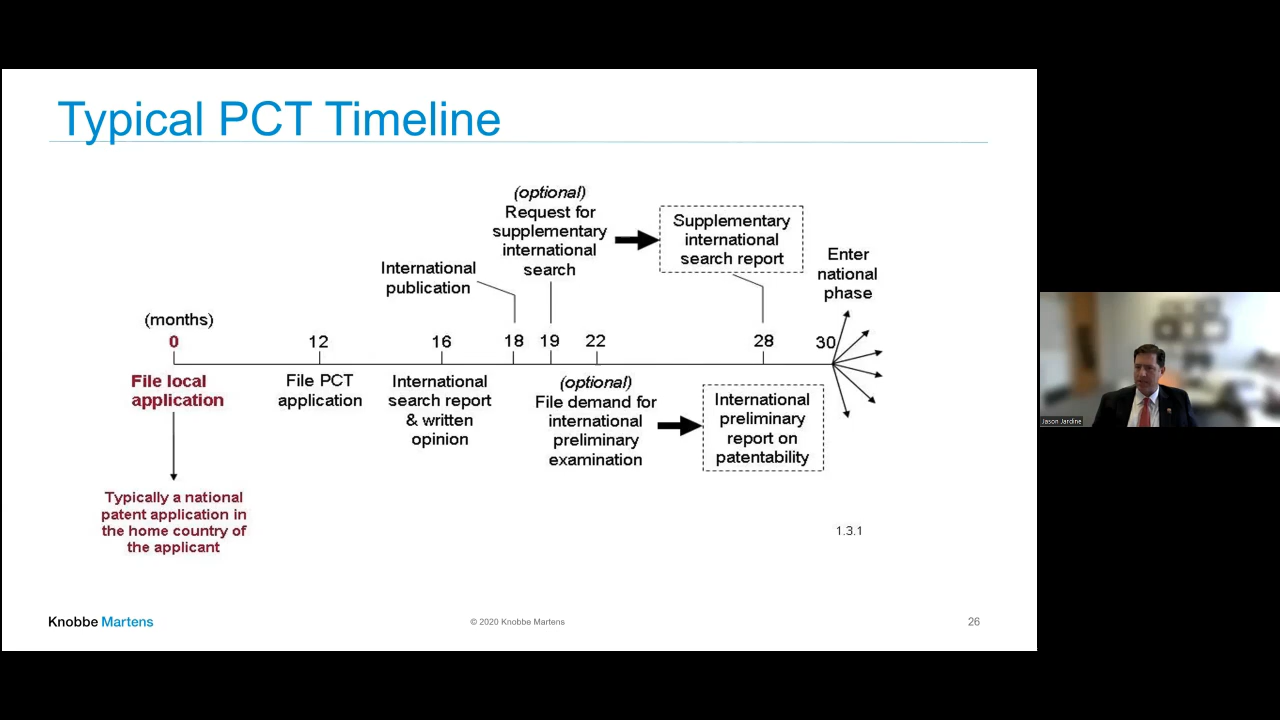 Typical PCT Timeline
(optional)
Request for
supplementary
international
search
Supplementary
international
search report
International
publication
Enter
national
phase
(months)
0
12
16
18
19
22
28
30
File local
application
File PCT
application
International
search report
& written
opinion
(optional)
File demand for
international
preliminary
examination
International
preliminary
report on
patentability
Typically a national
patent application in
the home country of
the applicant
1.3.1
Knobbe Martens
© 2020 Knobbe Martens
26
Jason Jardine